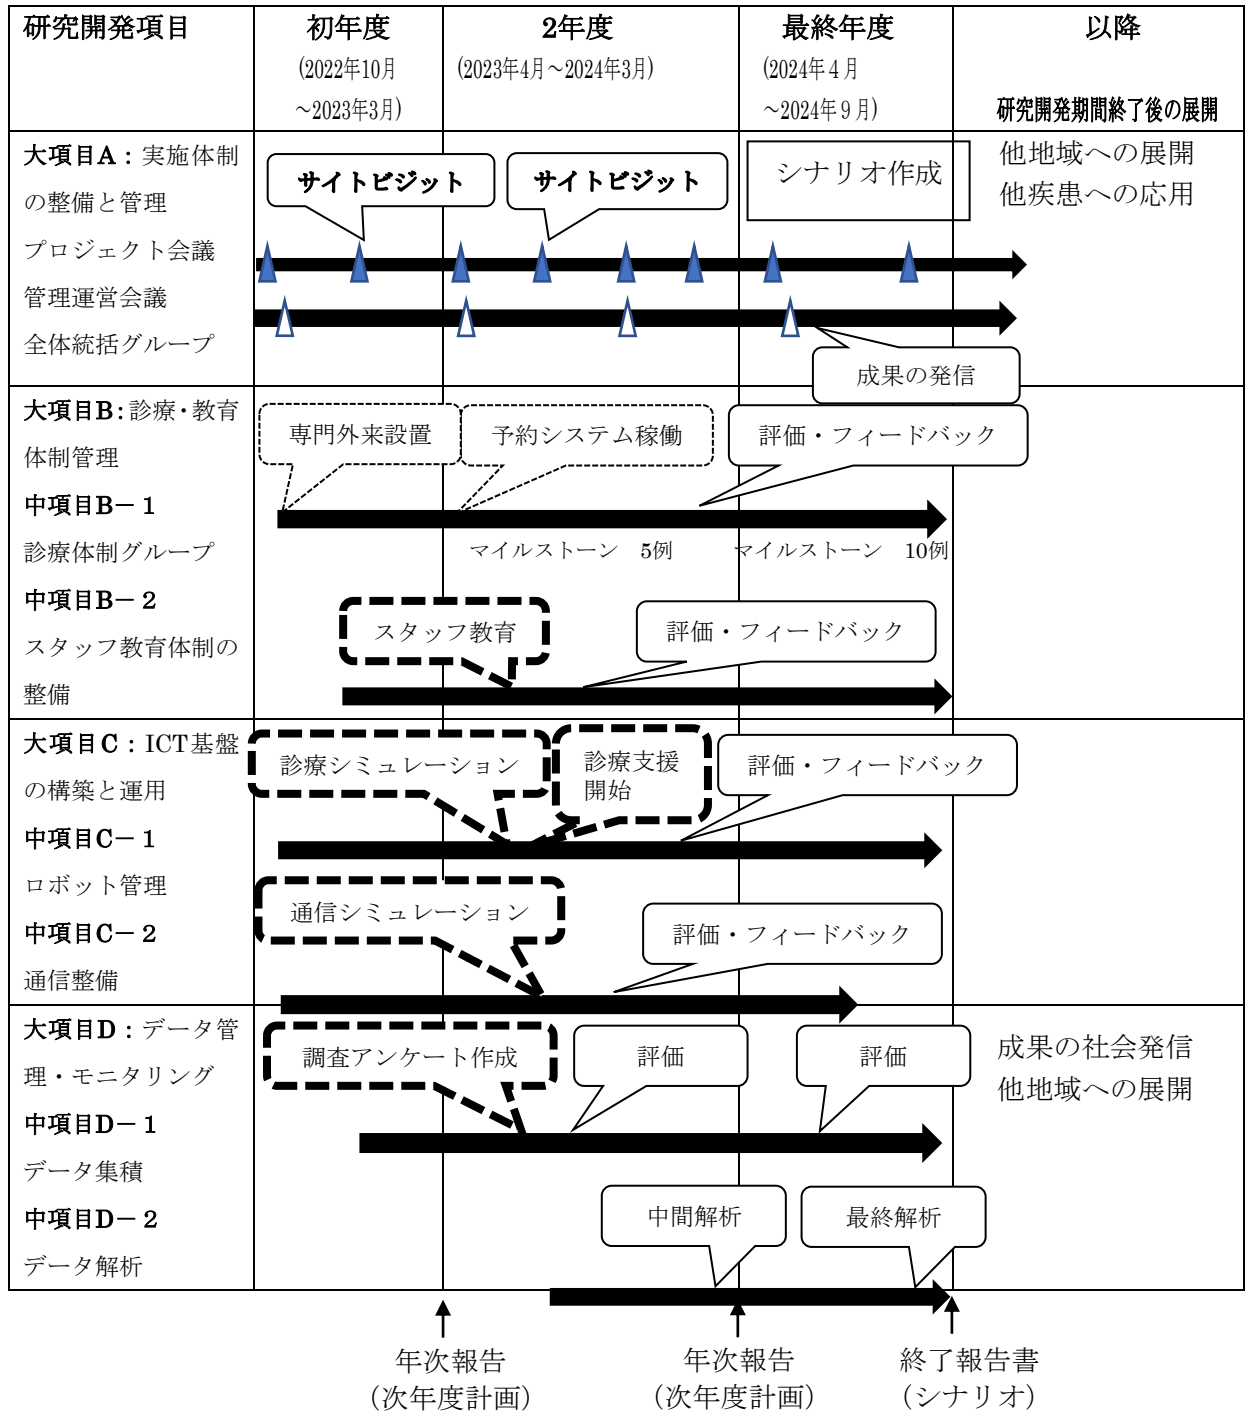 研究開発項目
初年度
(2022年10月
～2023年3月)
2年度
(2023年4月～2024年3月)
最終年度
(2024年４月
～2024年９月)
以降
研究開発期間終了後の展開
大項目A：実施体制
の整備と管理
プロジェクト会議
管理運営会議
全体統括グループ
サイトビジット
サイトビジット
シナリオ作成
他地域への展開
他疾患への応用
成果の発信
大項目B：診療・教育
体制管理
中項目B－１
診療体制グループ
中項目B－２
スタッフ教育体制の
整備
専門外来設置
予約システム稼働
評価・フィードバック
マイルストーン　5例
マイルストーン　10例
スタッフ教育
評価・フィードバック
大項目C：ICT基盤
の構築と運用
中項目C－１
ロボット管理
中項目C－２
通信整備
診療シミュレーション
診療支援
開始
評価・フィードバック
通信シミュレーション
評価・フィードバック
大項目D：データ管
理・モニタリング
中項目D－１
データ集積
中項目D－２
データ解析
調査アンケート作成
評価
評価
成果の社会発信
他地域への展開
中間解析
最終解析
年次報告
（次年度計画）
年次報告
（次年度計画）
終了報告書
（シナリオ）